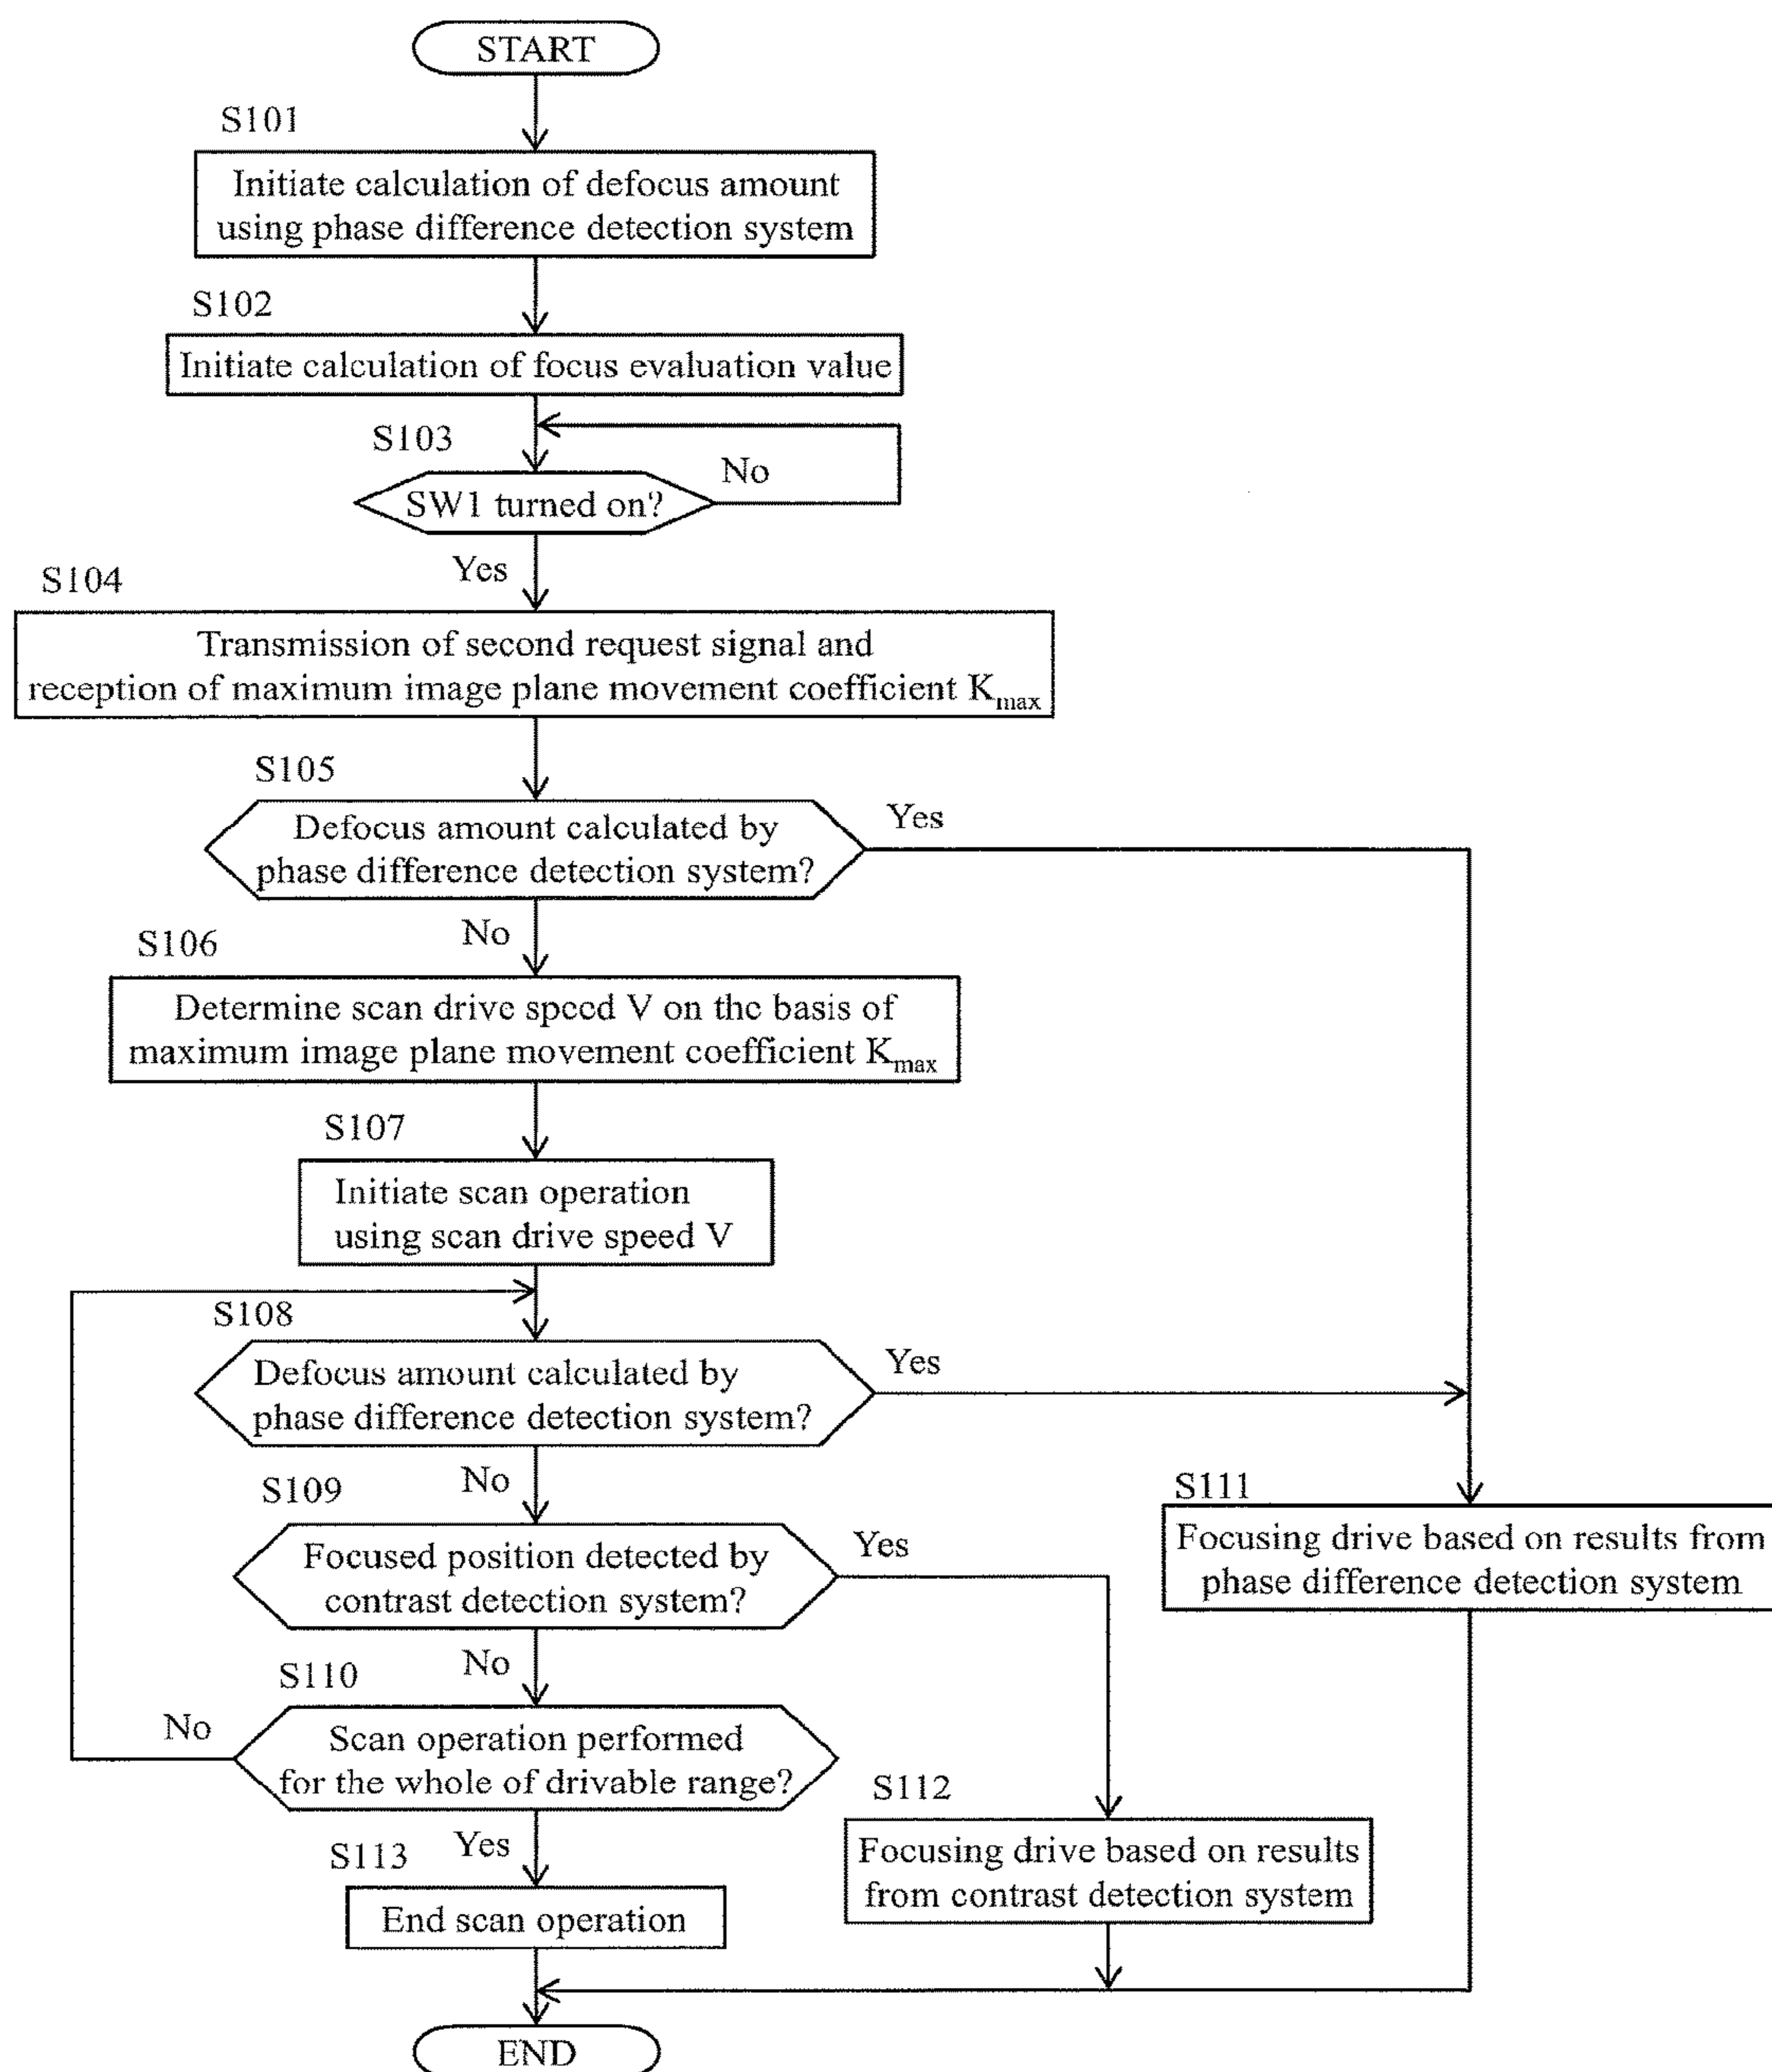 START
S101
Initiate calculation of defocus amount
using phase difference detection system
S102
Initiate calculation of focus evaluation value
S103
No
SW1 turned on?
Yes
S104
Transmission of second request signal and
reception of maximum image plane movement coefficient Kmax
S105
Yes
Defocus amount calculated by
phase difference detection system?
No
S106
Determine scan drive speed V on the basis of
maximum image plane movement coefficient Kmax
S107
Initiate scan operation
using scan drive speed V
S108
Yes
Defocus amount calculated by
phase difference detection system?
No
S109
S111
Focusing drive based on results from
phase difference detection system
Yes
Focused position detected by
contrast detection system?
No
S110
No
Scan operation performed
for the whole of drivable range?
S112
Focusing drive based on results
from contrast detection system
Yes
S113
End scan operation
END